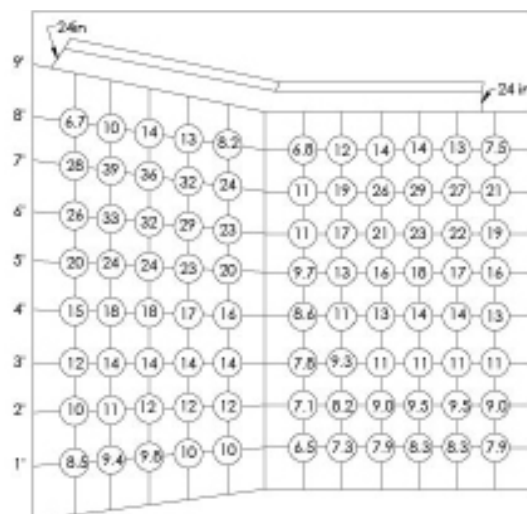 24in
24 in
9'
8' 6.7 10 14 13 8.2 6.8 12 14 14 13 7.5
7' 28 39 36 32 24 11 19 26 29 27 21
6' 26 33 32 29 23 11 17 21 23 22 19
5' 20 24 24 23 20 9.7 13 16 18 17 16
4' 15 18 18 17 16 8.6 11 13 14 14 13
3' 12 14 14 14 14 7.8 9.3 11 11 11 11
2' 10 11 12 12 12 7.1 8.2 9.0 9.5 9.5 9.0
1' 8.5 9.4 9.8 10 10 6.5 7.3 7.9 8.3 8.3 7.9